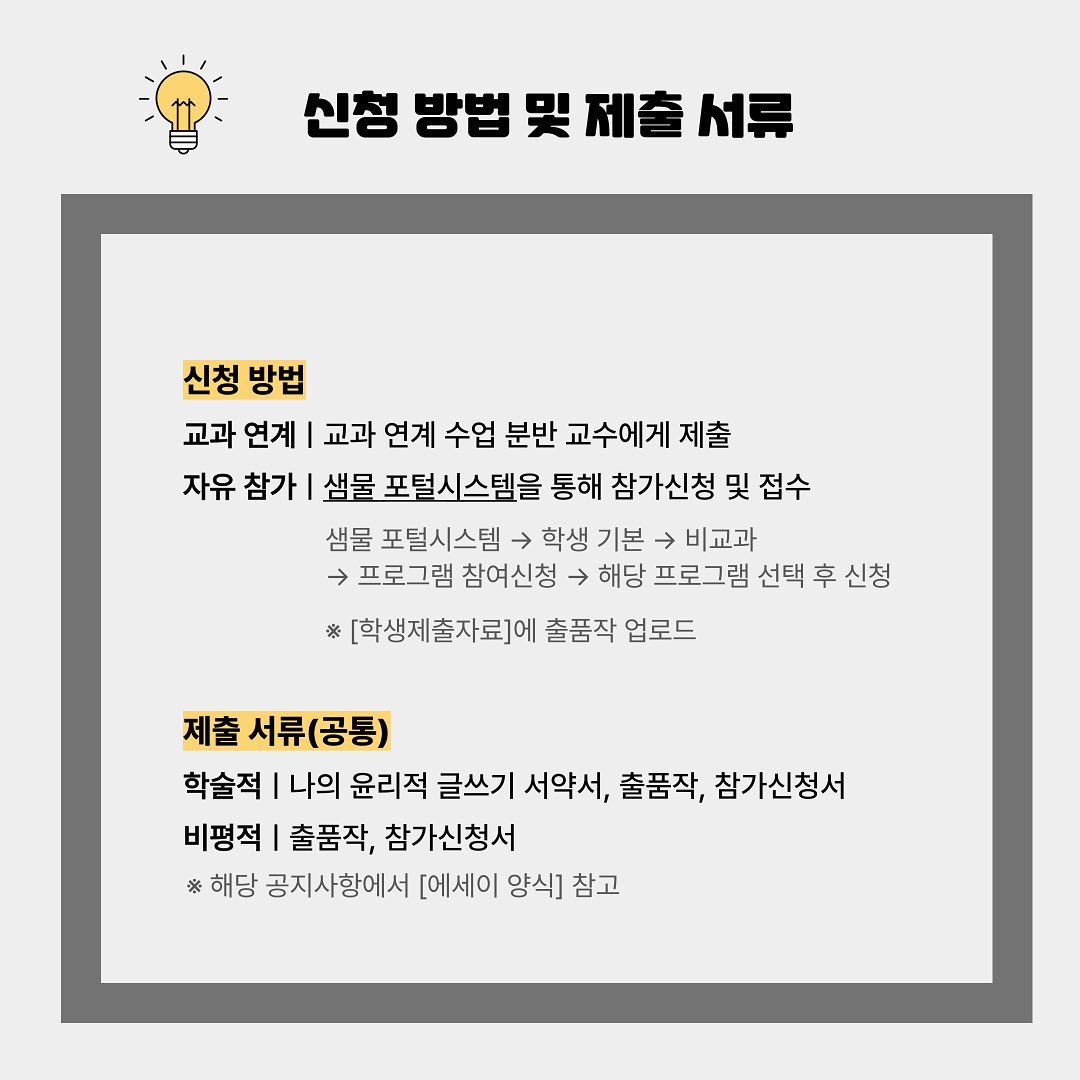 신청 방법 및 제출 서류
신청 방법
교과 연계 | 교과 연계 수업 분반 교수에게 제출
자유 참가 | 샘물 포털시스템을 통해 참가신청 및 접수
샘물 포털시스템 → 학생 기본 → 비교과
→ 프로그램 참여신청 → 해당 프로그램 선택 후 신청
※ [학생제출자료]에 출품작 업로드
제출 서류(공통)
학술적 | 나의 윤리적 글쓰기 서약서, 출품작, 참가신청서
비평적 | 출품작, 참가신청서
※ 해당 공지사항에서 [에세이 양식] 참고